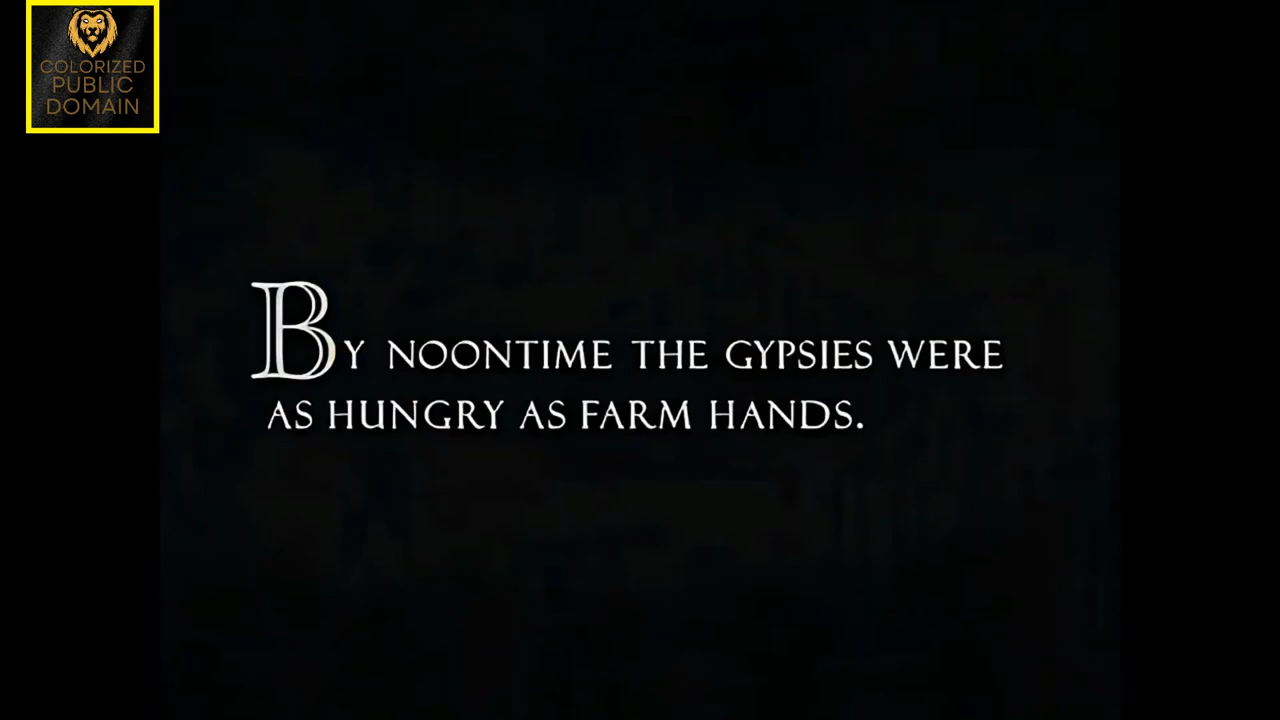 COLORIZED
PUBLIC
DOMAIN
BY NOONTIME THE GYPSIES WERE
AS HUNGRY AS FARM HANDS.